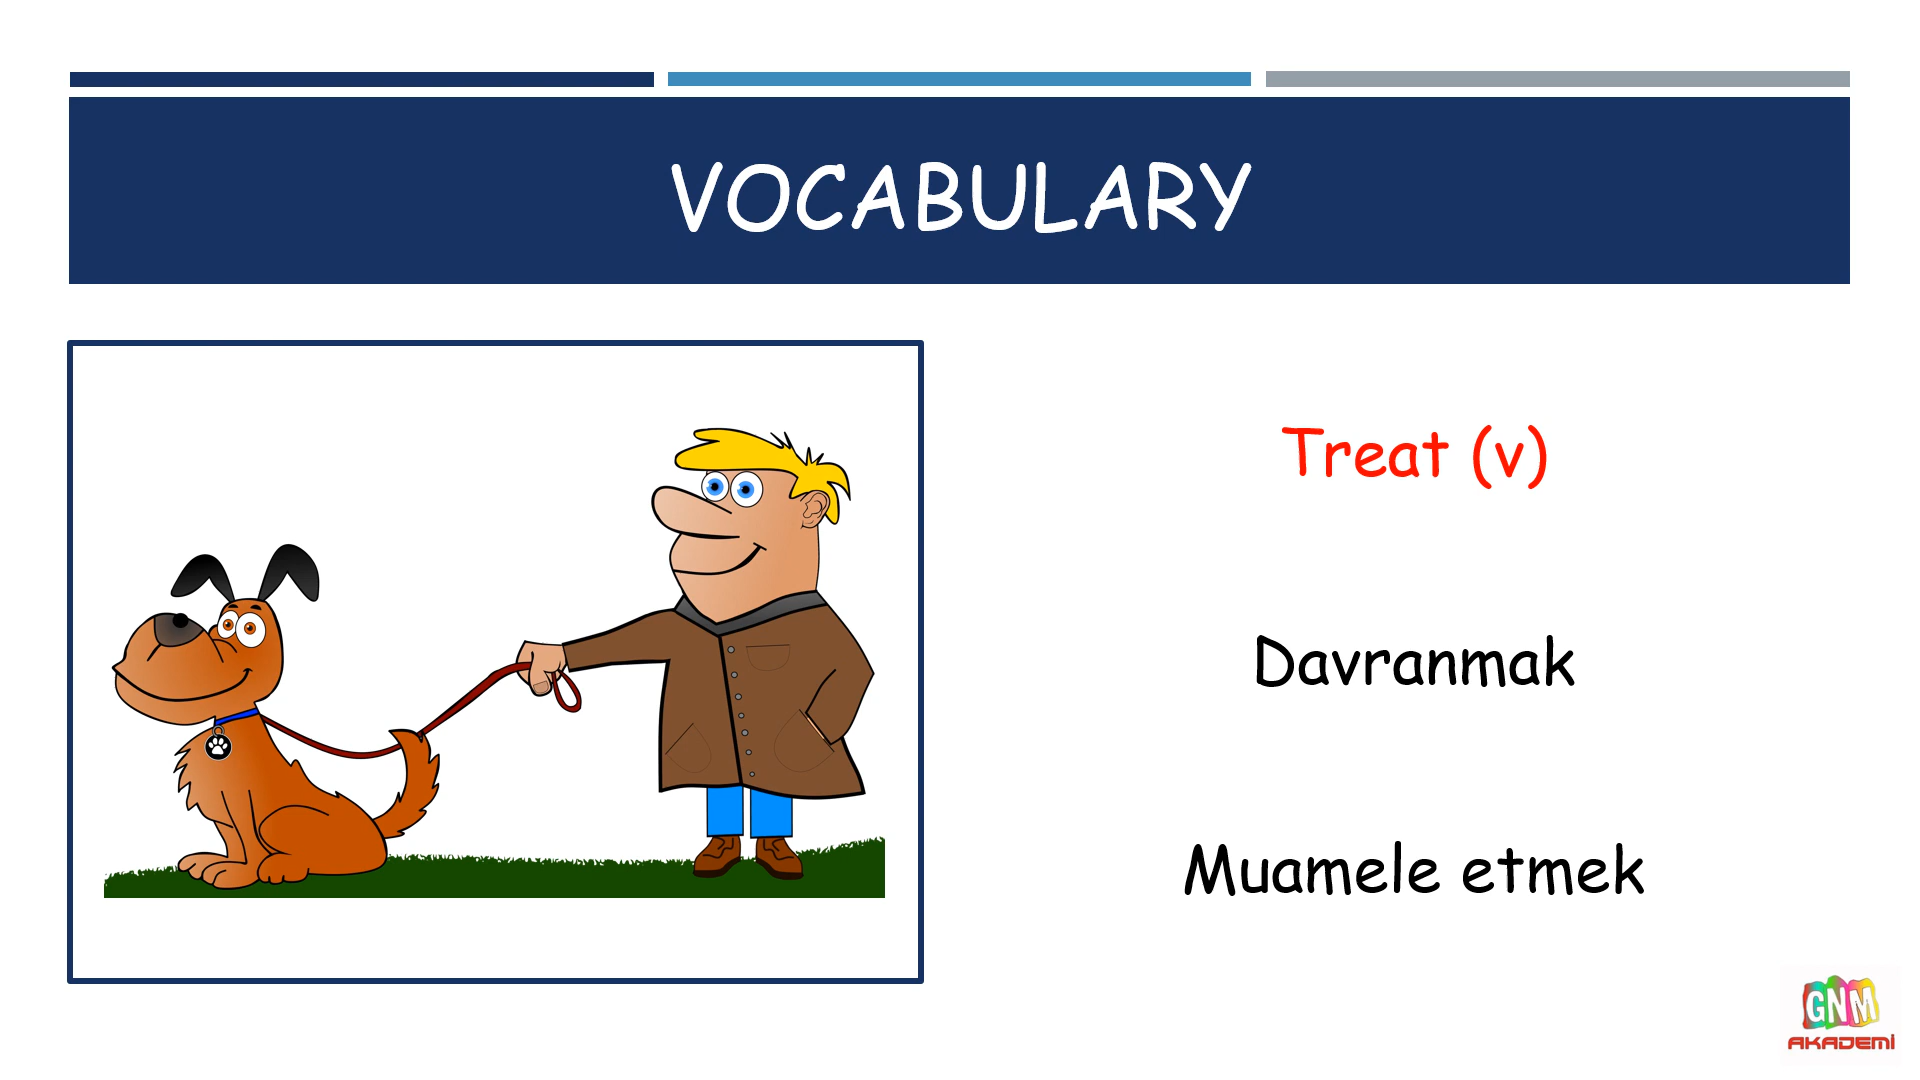 VOCABULARY
Treat (v)
Davranmak
Muamele etmek
GNM
AKADEMİ